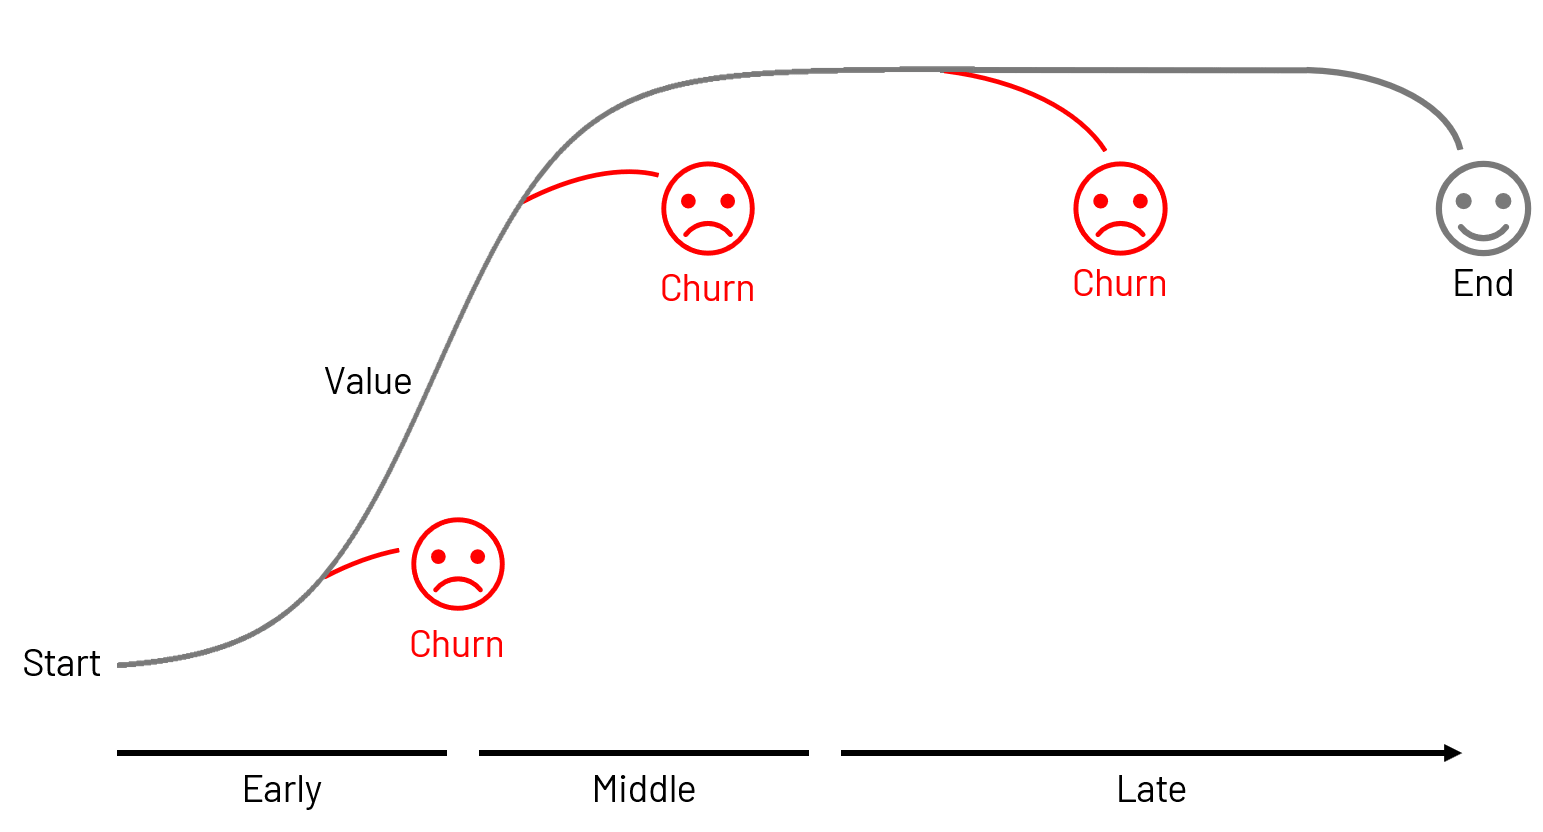 Churn
Churn
End
Value
Churn
Start
Early
Middle
Late